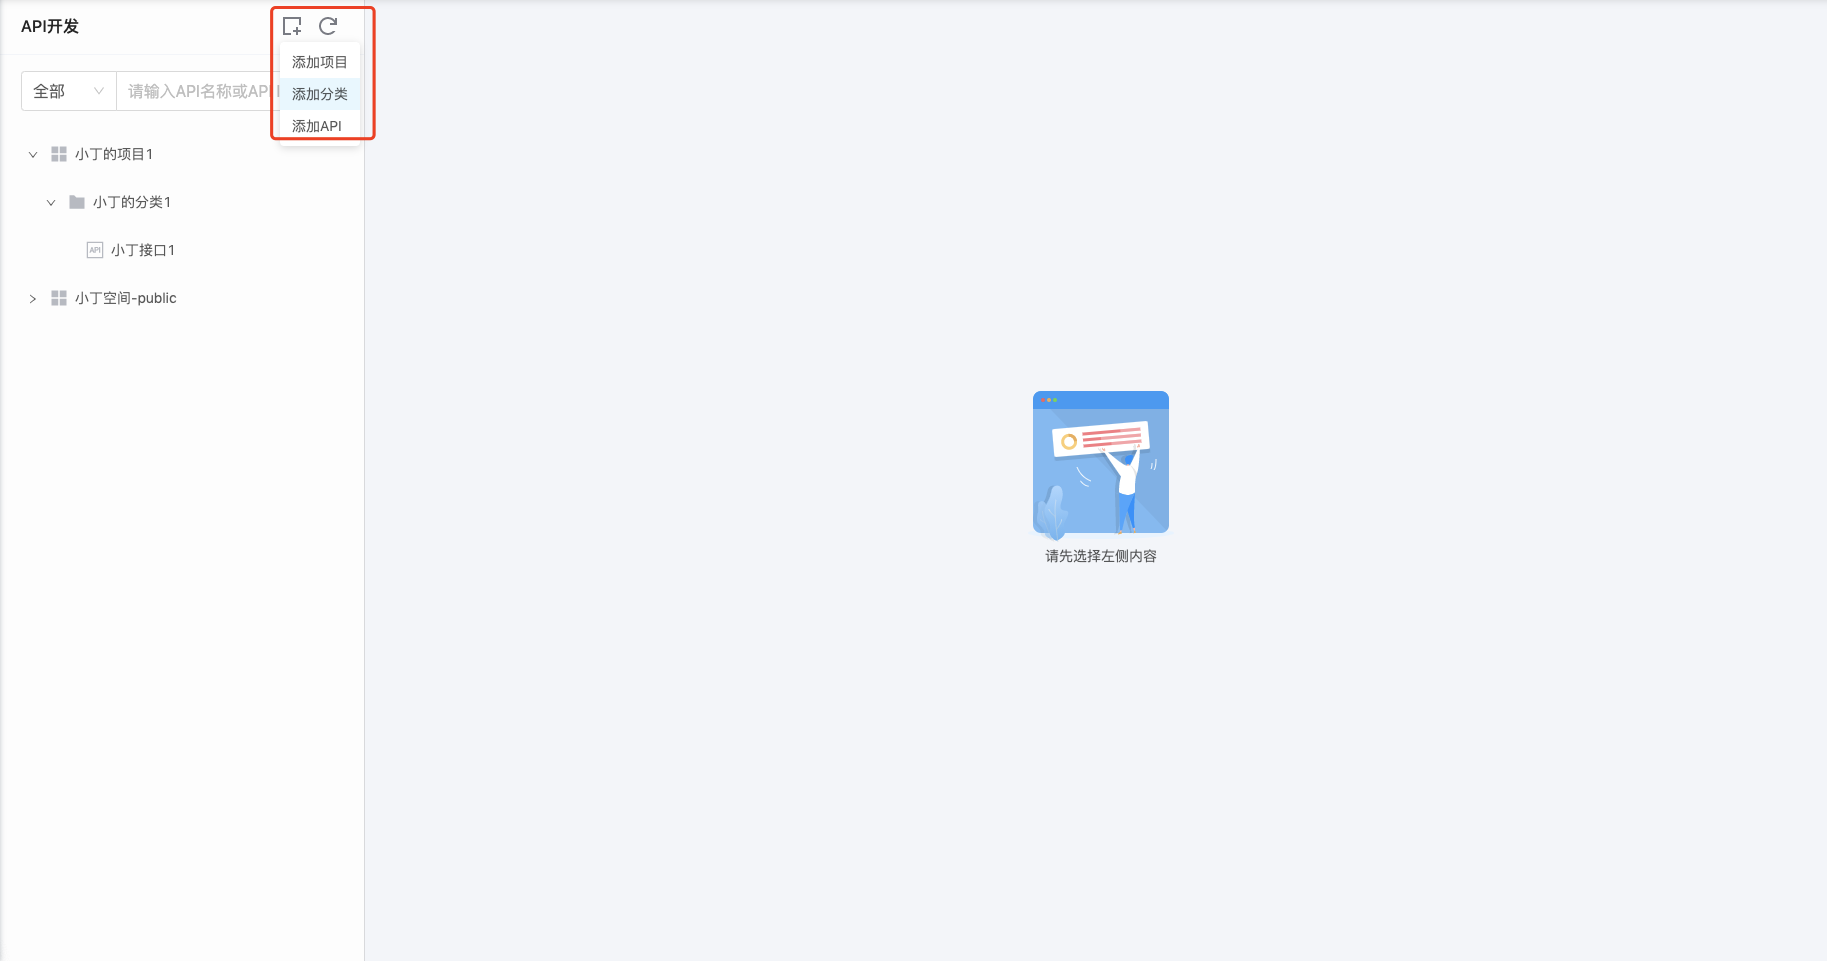 API开发
添加项目
全部
请输入API名称或AP
添加分类
添加API
小丁的项目1
小丁的分类1
API
小丁接口1
小丁空间-public
请先选择左侧内容